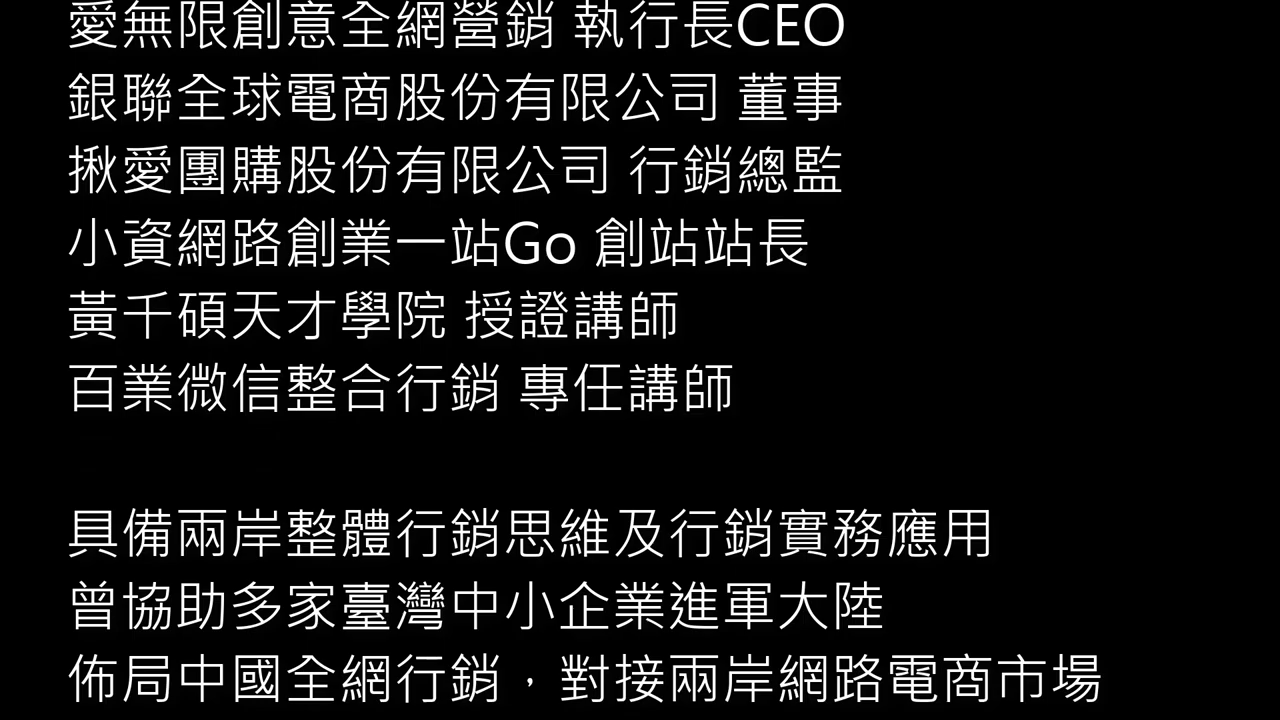 愛無限創意全網營銷 執行長CEO
銀聯全球電商股份有限公司 董事
揪愛團購股份有限公司 行銷總監
小資網路創業一站Go 創站站長
黃千碩天才學院 授證講師
百業微信整合行銷 專任講師
具備兩岸整體行銷思維及行銷實務應用
曾協助多家臺灣中小企業進軍大陸
佈局中國全網行銷，對接兩岸網路電商市場